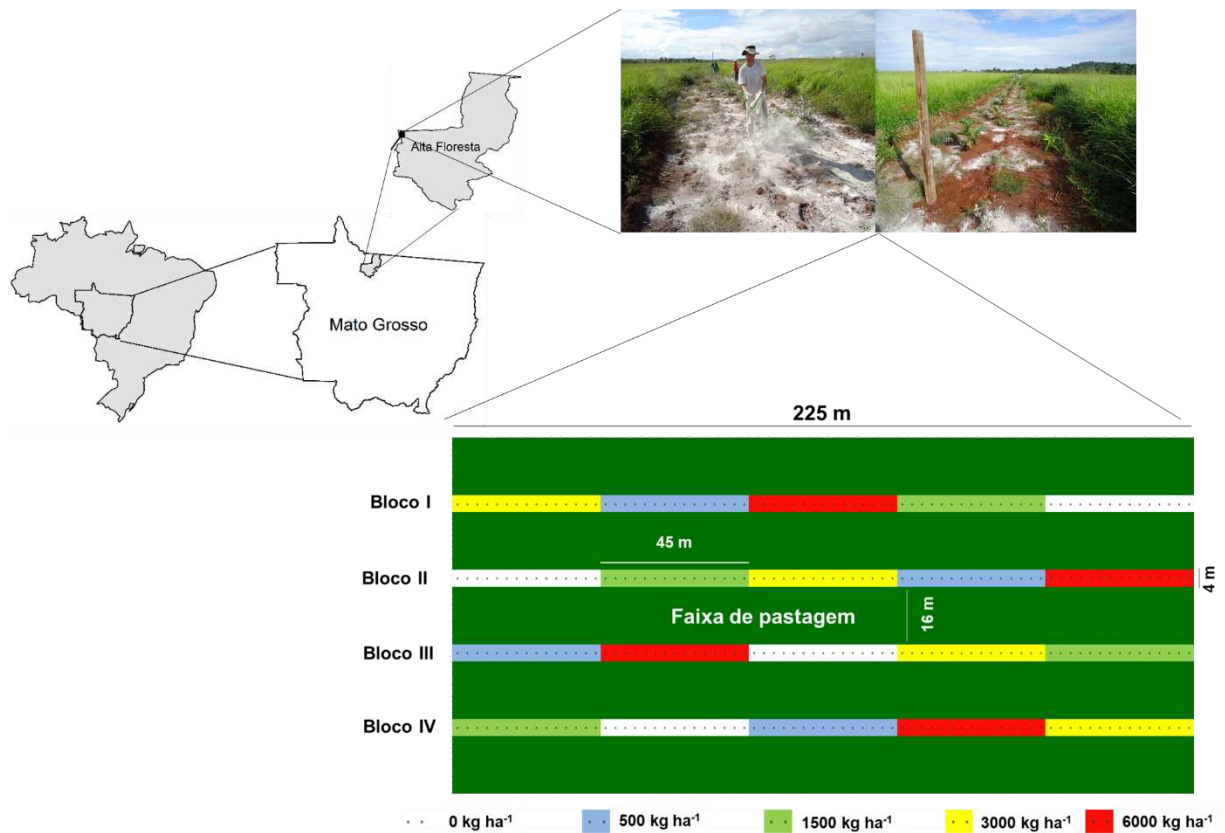 Alta Floresta
Mato Grosso
225 m
Bloco I
45 m
Bloco II
4 m
Faixa de pastagem
16 m
Bloco III
Bloco IV
0 kg ha⁻¹ 500 kg ha⁻¹ 1500 kg ha⁻¹ 3000 kg ha⁻¹ 6000 kg ha⁻¹